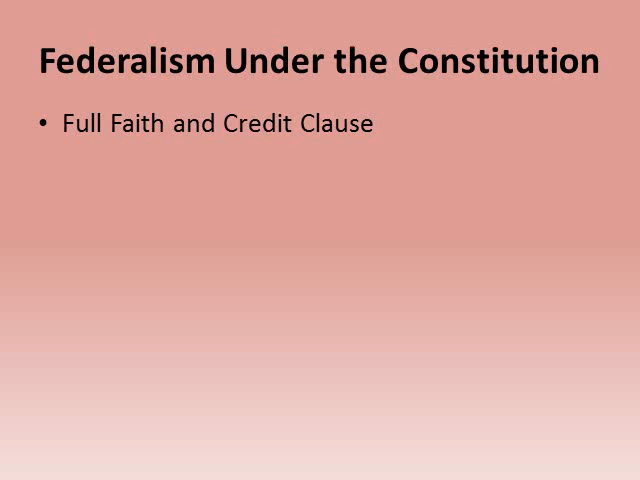 Federalism Under the Constitution
• Full Faith and Credit Clause